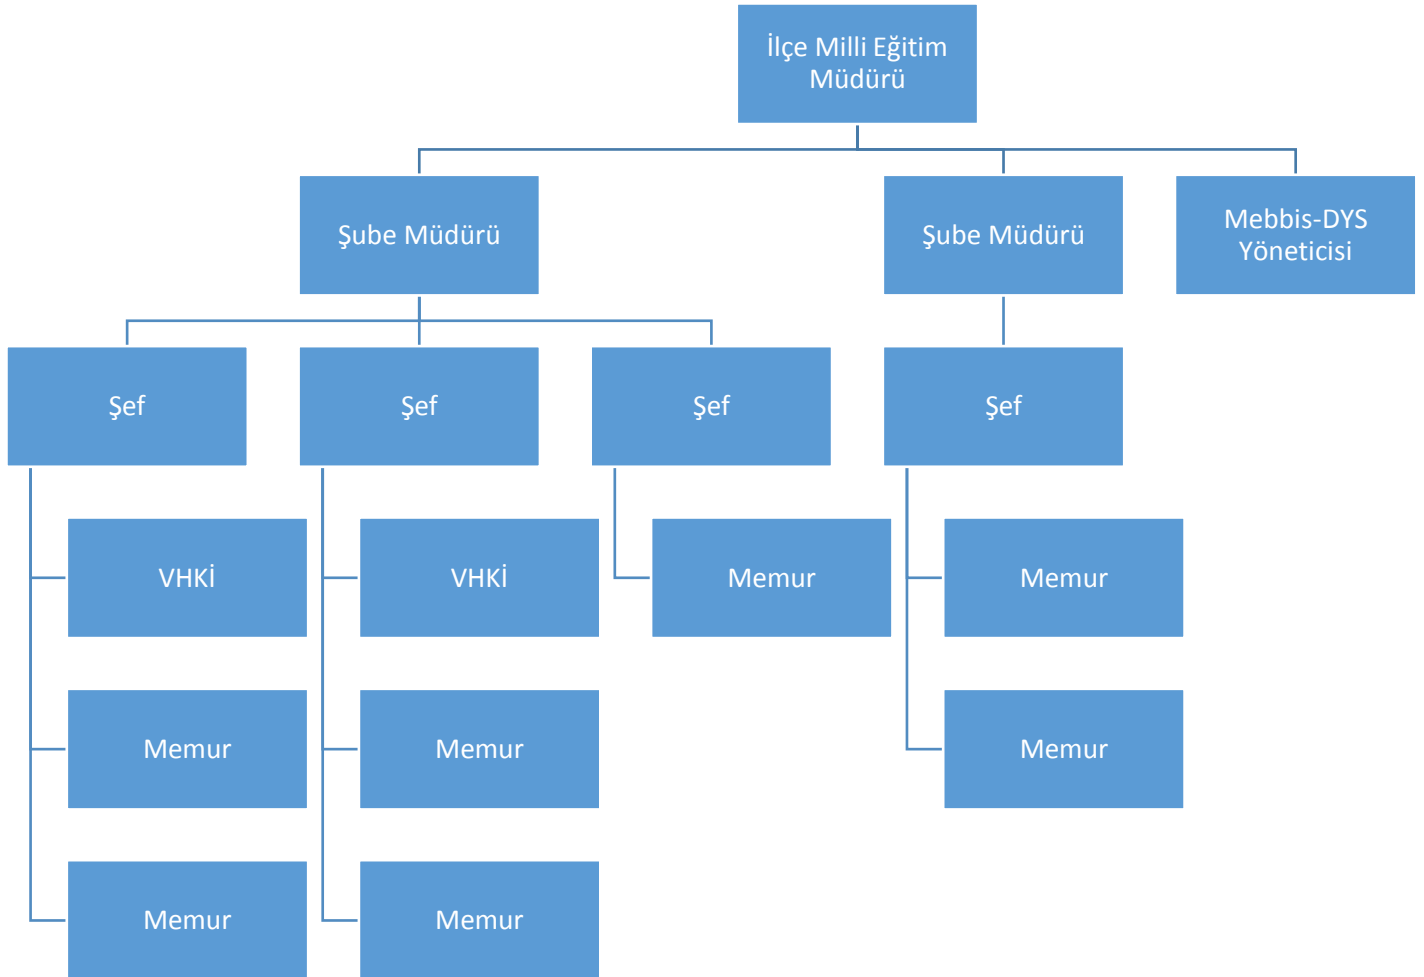 İlçe Milli Eğitim
Müdürü
Şube Müdürü
Şube Müdürü
Mebbis-DYS
Yöneticisi
Şef
Şef
Şef
Şef
VHKİ
VHKİ
Memur
Memur
Memur
Memur
Memur
Memur
Memur